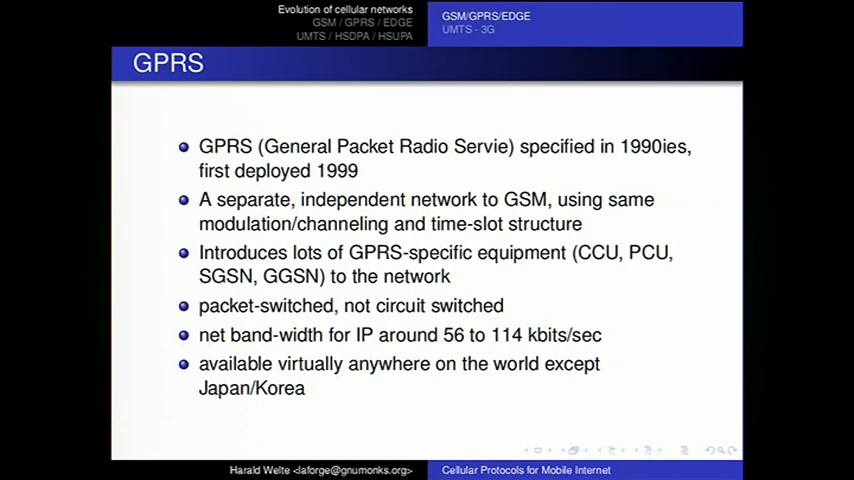 Evolution of cellular networks
GSM / GPRS / EDGE
UMTS / HSDPA / HSUPA
GSM/GPRS/EDGE
UMTS - 3G
GPRS
GPRS (General Packet Radio Servie) specified in 1990ies,
first deployed 1999
A separate, independent network to GSM, using same
modulation/channeling and time-slot structure
Introduces lots of GPRS-specific equipment (CCU, PCU,
SGSN, GGSN) to the network
packet-switched, not circuit switched
net band-width for IP around 56 to 114 kbits/sec
available virtually anywhere on the world except
Japan/Korea
Harald Welte <laforge@gnumonks.org>
Cellular Protocols for Mobile Internet